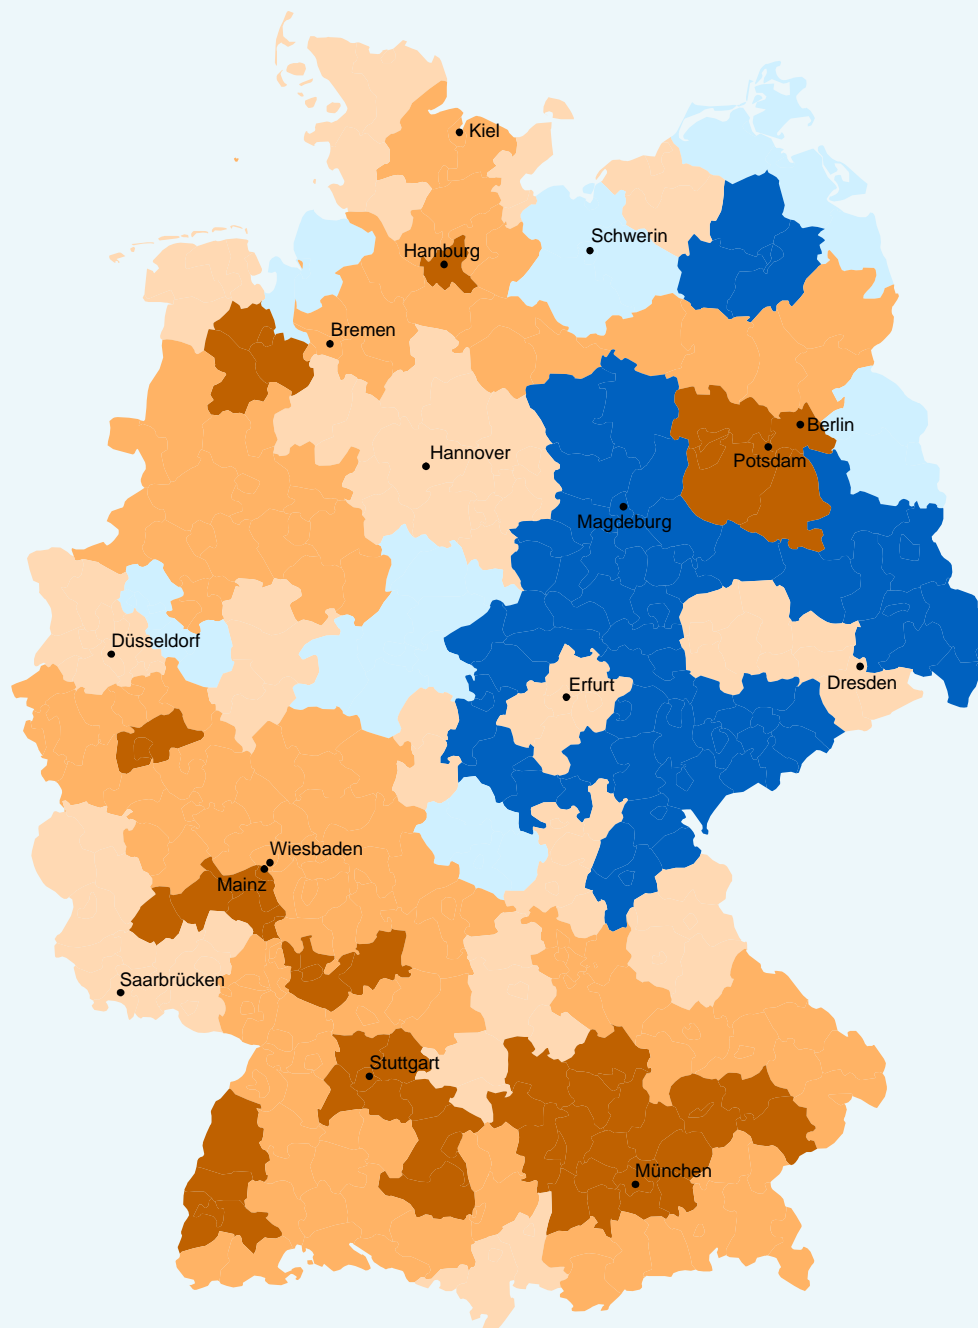 Kiel
Schwerin
Hamburg
Bremen
Berlin
Hannover
Potsdam
Magdeburg
Düsseldorf
Erfurt
Dresden
Wiesbaden
Mainz
Saarbrücken
Stuttgart
München